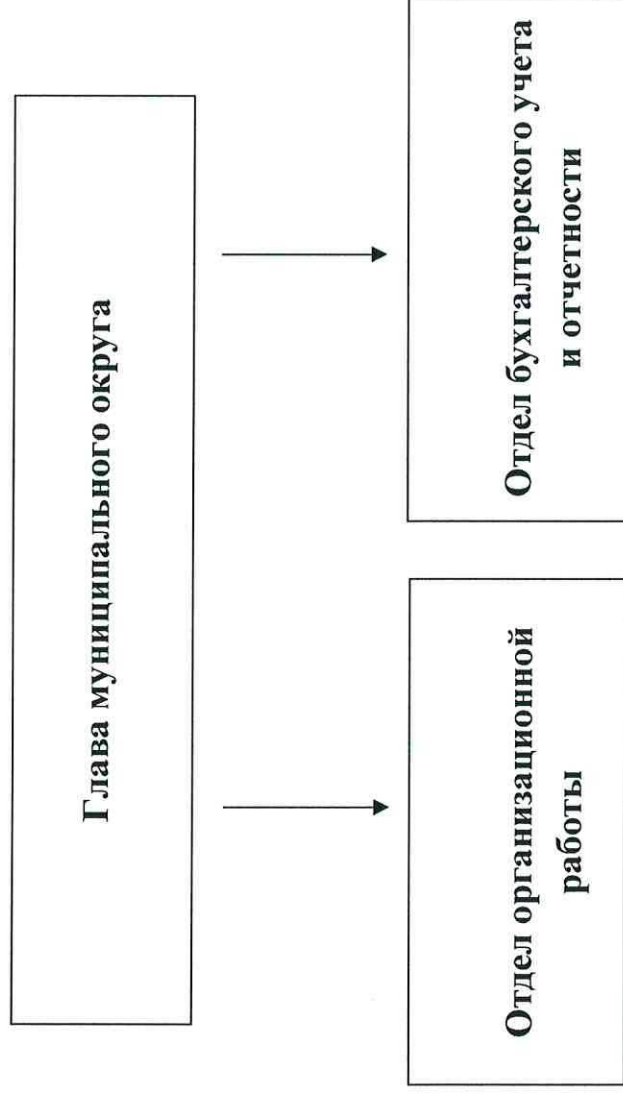 Глава муниципального округа
Отдел организационной
работы
Отдел бухгалтерского учета
и отчетности